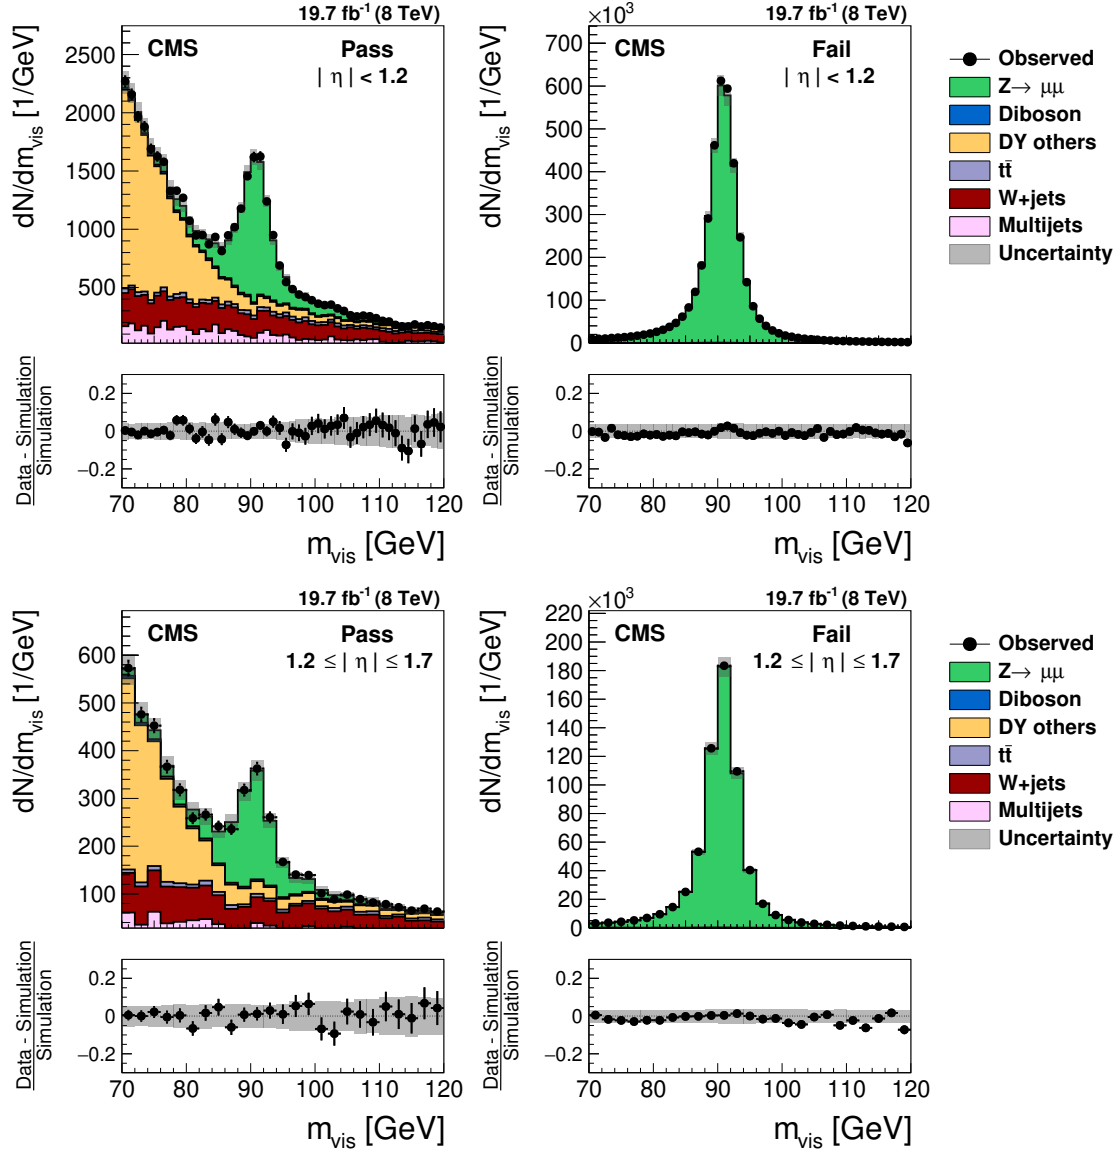 19.7 fb⁻¹ (8 TeV)
CMS
Pass
| η | < 1.2
dN/dm_vis [1/GeV]
2500
2000
1500
1000
500
Data - Simulation
Simulation
0.2
0
−0.2
70 80 90 100 110 120
m_vis [GeV]
×10³
19.7 fb⁻¹ (8 TeV)
CMS
Fail
| η | < 1.2
dN/dm_vis [1/GeV]
700
600
500
400
300
200
100
0
Data - Simulation
Simulation
0.2
0
−0.2
70 80 90 100 110 120
m_vis [GeV]
Observed
Z→ μμ
Diboson
DY others
tt̄
W+jets
Multijets
Uncertainty
19.7 fb⁻¹ (8 TeV)
CMS
Pass
1.2 ≤ | η | ≤ 1.7
dN/dm_vis [1/GeV]
600
500
400
300
200
100
Data - Simulation
Simulation
0.2
0
−0.2
70 80 90 100 110 120
m_vis [GeV]
×10³
19.7 fb⁻¹ (8 TeV)
CMS
Fail
1.2 ≤ | η | ≤ 1.7
dN/dm_vis [1/GeV]
220
200
180
160
140
120
100
80
60
40
20
0
Data - Simulation
Simulation
0.2
0
−0.2
70 80 90 100 110 120
m_vis [GeV]
Observed
Z→ μμ
Diboson
DY others
tt̄
W+jets
Multijets
Uncertainty